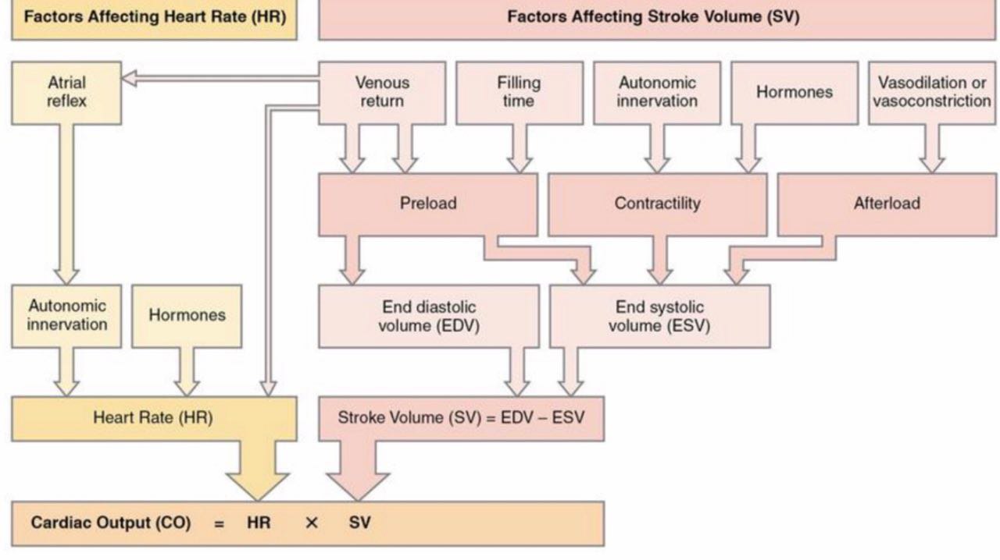 Factors Affecting Heart Rate (HR)
Factors Affecting Stroke Volume (SV)
Atrial
reflex
Venous
return
Filling
time
Autonomic
innervation
Hormones
Vasodilation or
vasoconstriction
Preload
Contractility
Afterload
Autonomic
innervation
Hormones
End diastolic
volume (EDV)
End systolic
volume (ESV)
Heart Rate (HR)
Stroke Volume (SV) = EDV – ESV
Cardiac Output (CO) = HR × SV